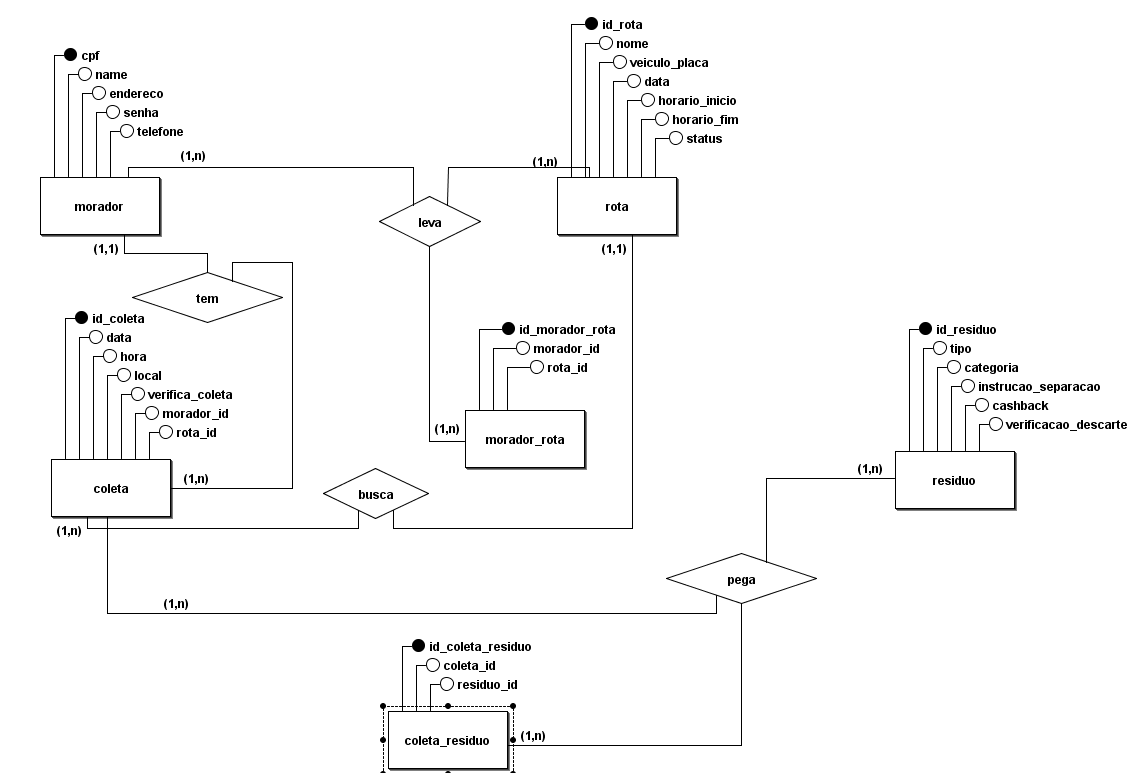 cpf
name
endereco
senha
telefone
(1,n)
morador
(1,1)
id_rota
nome
veiculo_placa
data
horario_inicio
horario_fim
status
(1,n)
rota
(1,1)
leva
tem
id_coleta
data
hora
local
verifica_coleta
morador_id
rota_id
coleta
(1,n)
(1,n)
(1,n)
id_morador_rota
morador_id
rota_id
(1,n)
morador_rota
busca
id_residuo
tipo
categoria
instrucao_separacao
cashback
verificacao_descarte
(1,n)
residuo
pega
id_coleta_residuo
coleta_id
residuo_id
coleta_residuo
(1,n)